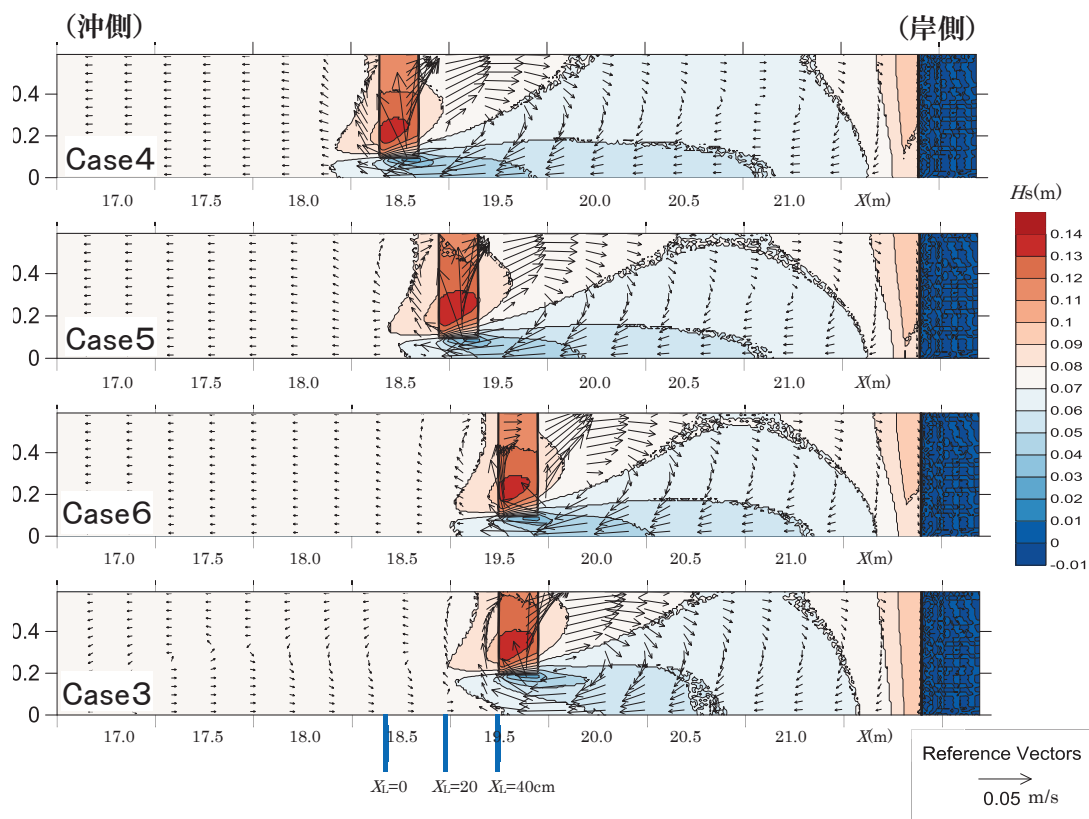 （沖側）
（岸側）
0.4
0.2
Case4
0
17.0 17.5 18.0 18.5 19.5 20.0 20.5 21.0 X(m)
0.4
0.2
Case5
0
17.0 17.5 18.0 18.5 19.5 20.0 20.5 21.0 X(m)
0.4
0.2
Case6
0
17.0 17.5 18.0 18.5 19.5 20.0 20.5 21.0 X(m)
0.4
0.2
Case3
0
17.0 17.5 18.0 18.5 19.5 20.0 20.5 21.0 X(m)
XL=0 XL=20 XL=40cm
Hs(m)
0.14
0.13
0.12
0.11
0.1
0.09
0.08
0.07
0.06
0.05
0.04
0.03
0.02
0.01
0
-0.01
Reference Vectors
0.05 m/s